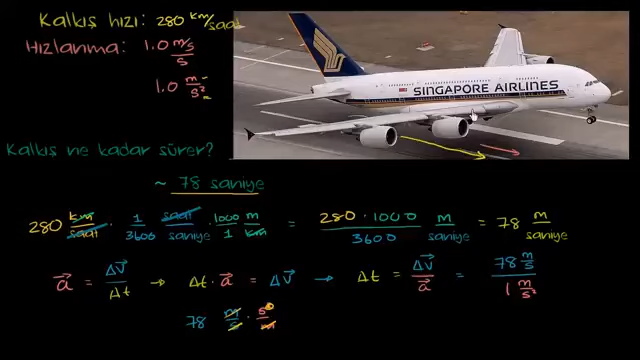 Kalkış hızı: 280 km/saat
Hızlanma: 1.0 m/s/s
1.0 m/s²
SINGAPORE AIRLINES
Kalkış ne kadar sürer?
~ 78 saniye
280 km/saat · 1/3600 saat/saniye · 1000/1 m/km = 280 · 1000/3600 m/saniye = 78 m/saniye
a⃗ = Δv⃗/Δt → Δt · a⃗ = Δv⃗ → Δt = Δv⃗/a⃗ = 78 m/s / 1 m/s²
78 m/s · s²/m